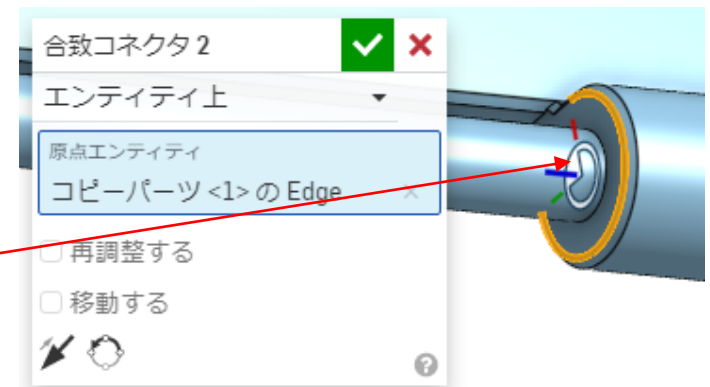 合致コネクタ 2
エンティティ上
原点エンティティ
コピーパーツ <1> の Edge
再調整する
移動する